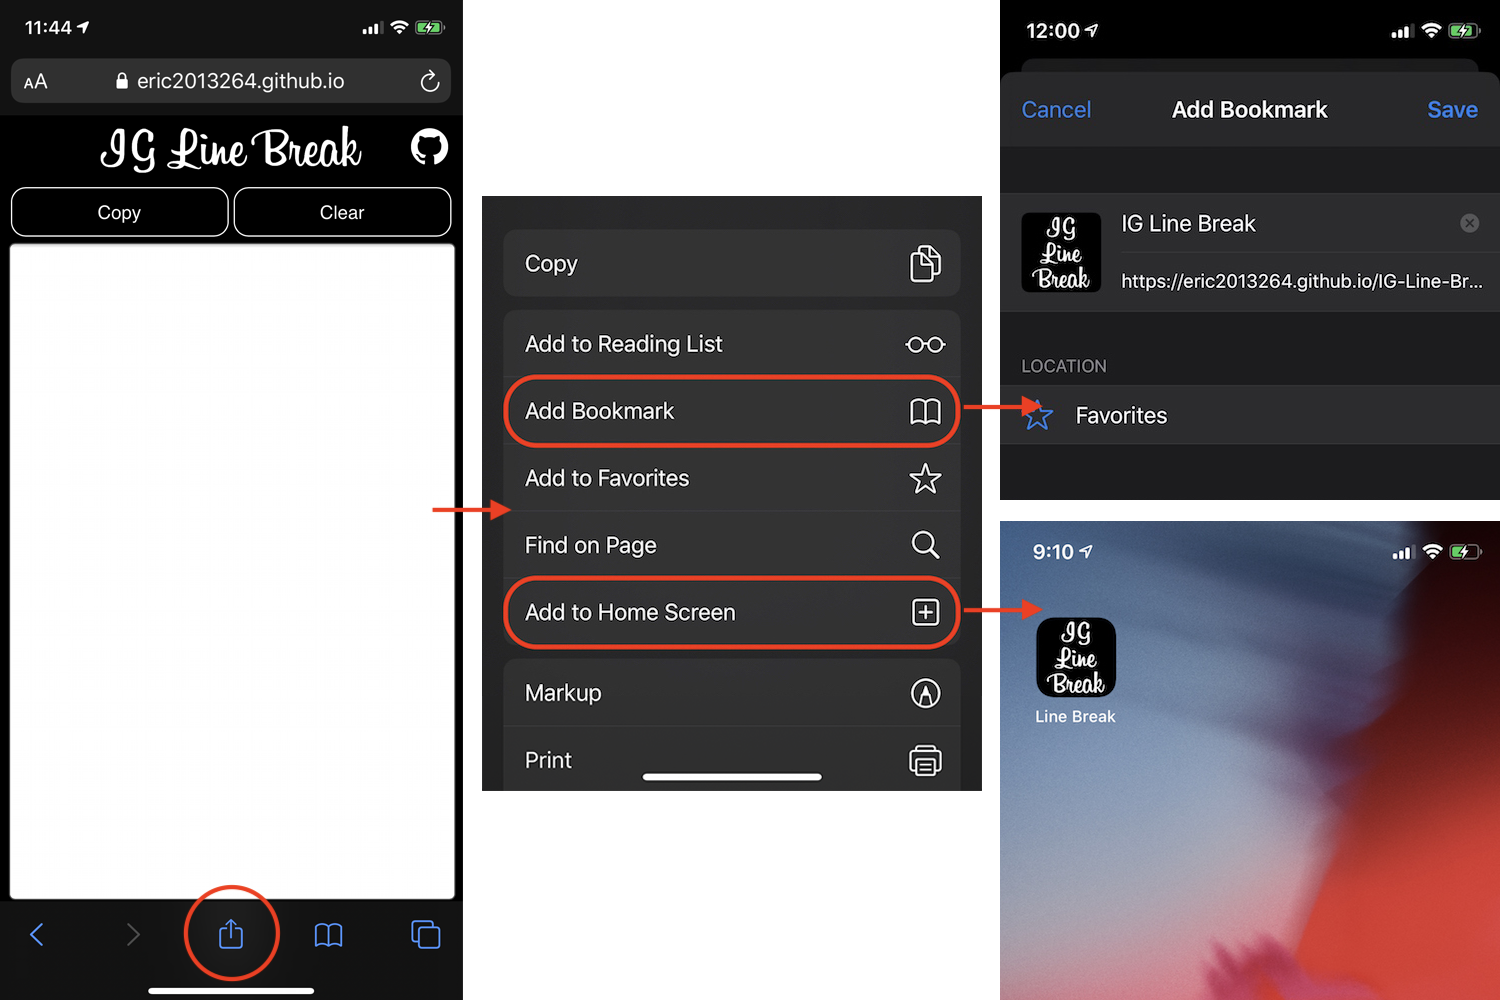 11:44
AA eric2013264.github.io
IG Line Break
Copy Clear
Copy
Add to Reading List
Add Bookmark
Add to Favorites
Find on Page
Add to Home Screen
Markup
Print
12:00
Cancel Add Bookmark Save
IG
Line
Break
IG Line Break
https://eric2013264.github.io/IG-Line-Br...
LOCATION
Favorites
9:10
IG
Line
Break
Line Break